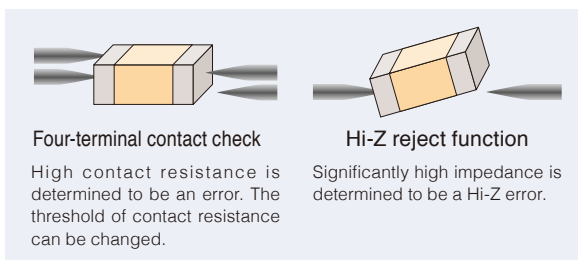 Four-terminal contact check
High contact resistance is
determined to be an error. The
threshold of contact resistance
can be changed.
Hi-Z reject function
Significantly high impedance is
determined to be a Hi-Z error.